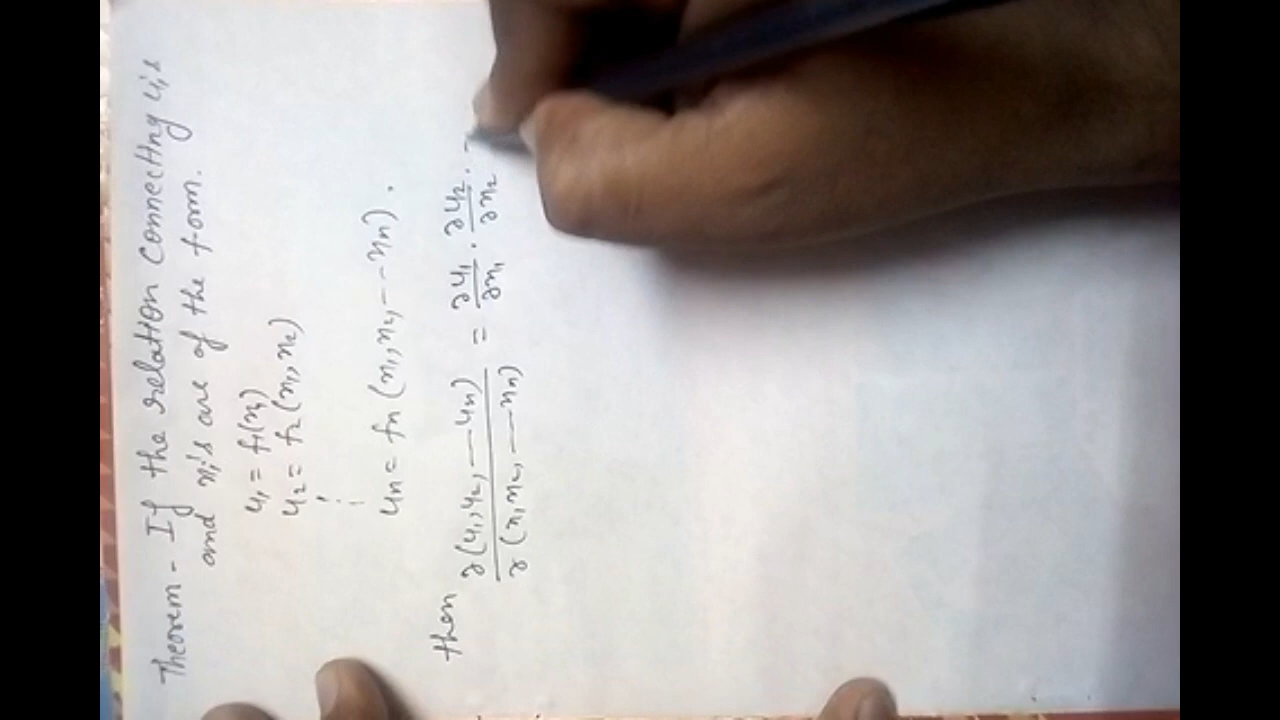 Theorem - If the relation connecting ui's
and xi's are of the form.
u1 = f1(x1)
u2 = f2(x1, x2)
⋮
un = fn(x1, x2, --- xn).
then ∂(u1, u2, --- un) / ∂(x1, x2, --- xn) = ∂u1/∂x1 . ∂u2/∂x2 . -